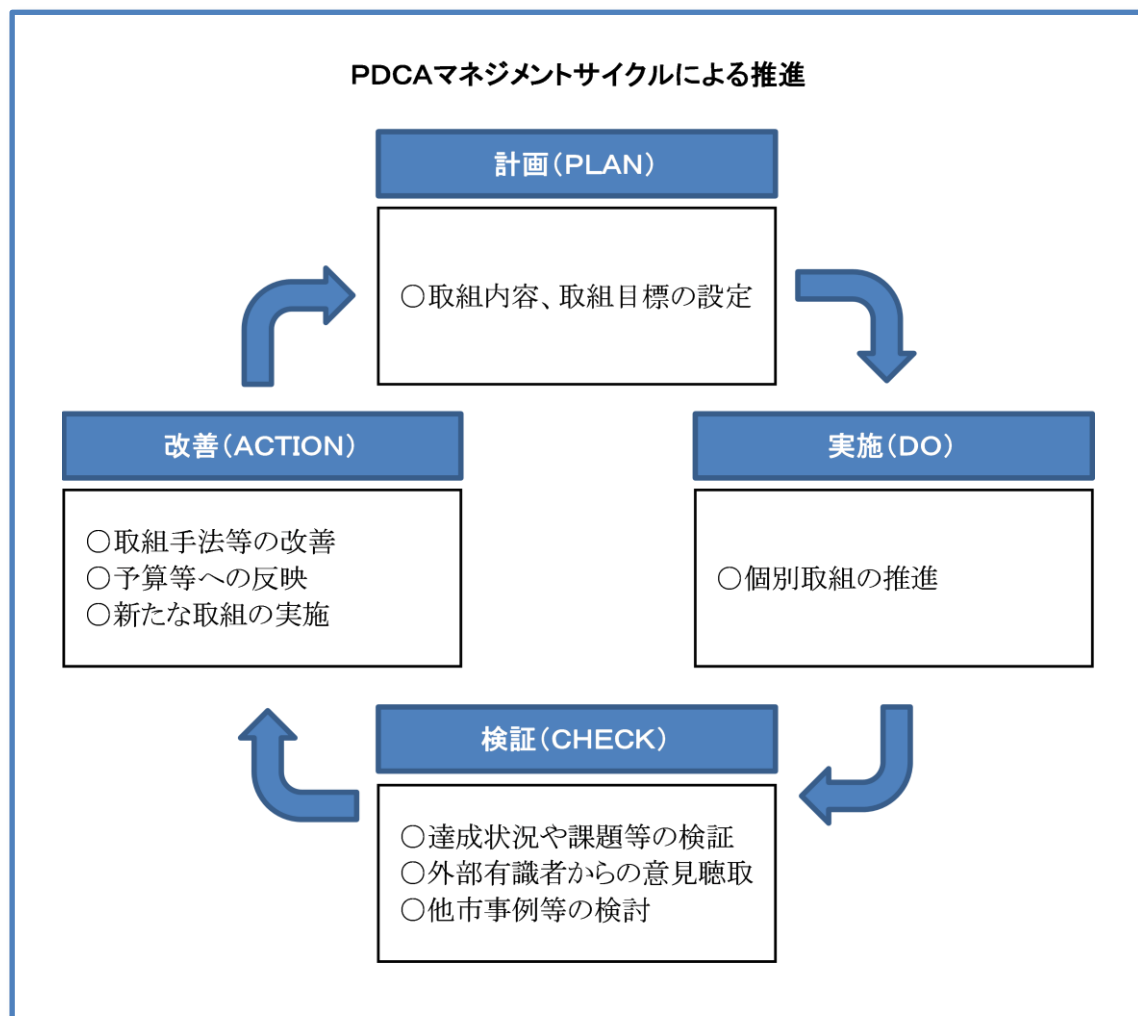 PDCAマネジメントサイクルによる推進
計画(PLAN)
○取組内容、取組目標の設定
改善(ACTION)
○取組手法等の改善
○予算等への反映
○新たな取組の実施
実施(DO)
○個別取組の推進
検証(CHECK)
○達成状況や課題等の検証
○外部有識者からの意見聴取
○他市事例等の検討